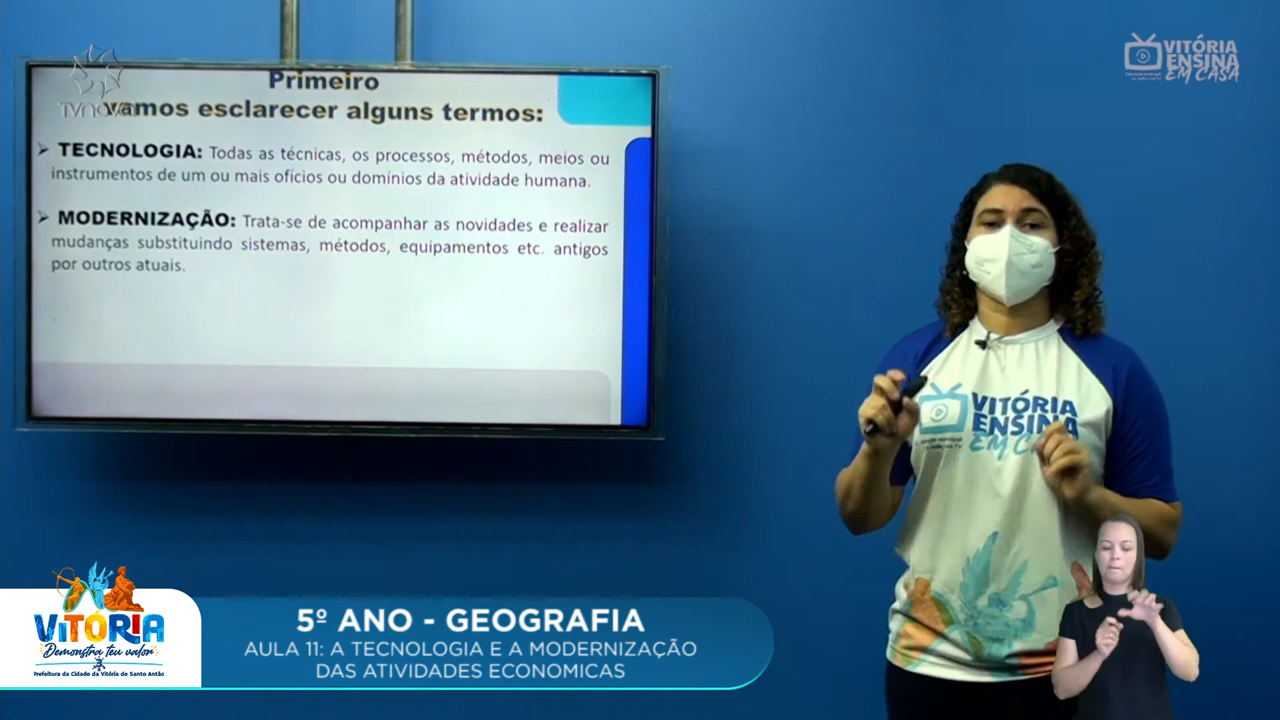 Primeiro
vamos esclarecer alguns termos:
TECNOLOGIA: Todas as técnicas, os processos, métodos, meios ou
instrumentos de um ou mais ofícios ou domínios da atividade humana.
MODERNIZAÇÃO: Trata-se de acompanhar as novidades e realizar
mudanças substituindo sistemas, métodos, equipamentos etc. antigos
por outros atuais.
VITÓRIA
ENSINA
EM CASA
VITÓRIA
ENSINA
EM
VITÓRIA
Demonstra teu valor
Prefeitura da Cidade da Vitória de Santo Antão
5º ANO - GEOGRAFIA
AULA 11: A TECNOLOGIA E A MODERNIZAÇÃO
DAS ATIVIDADES ECONOMICAS